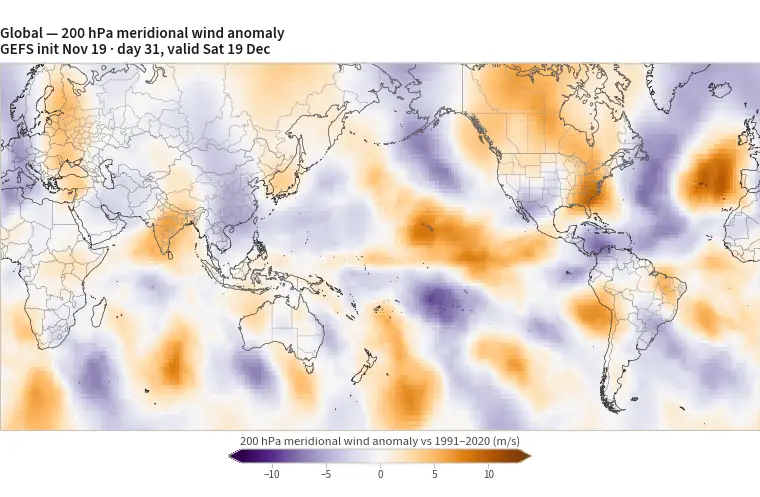 Global — 200 hPa meridional wind anomaly
GEFS init Nov 19 · day 31, valid Sat 19 Dec
200 hPa meridional wind anomaly vs 1991–2020 (m/s)
−10 −5 0 5 10